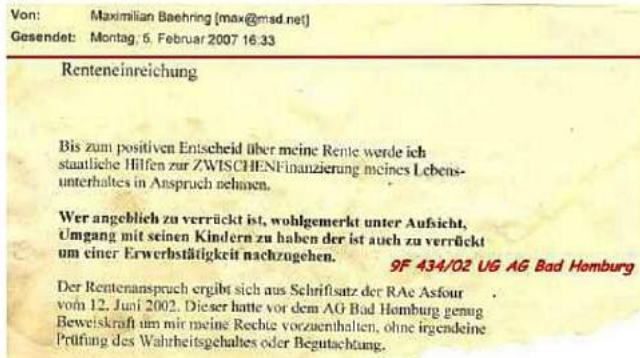 Von: Maximilian Baehring [max@msd.net]
Gesendet: Montag, 5. Februar 2007 16:33
Renteneinreichung
Bis zum positiven Entscheid über meine Rente werde ich
staatliche Hilfen zur ZWISCHENFinanzierung meines Lebens-
unterhaltes in Anspruch nehmen.
Wer angeblich zu verrückt ist, wohlgemerkt unter Aufsicht,
Umgang mit seinen Kindern zu haben der ist auch zu verrückt
um einer Erwerbstätigkeit nachzugehen.
9F 434/02 UG AG Bad Homburg
Der Rentenanspruch ergibt sich aus Schriftsatz der RAe Asfour
vom 12. Juni 2002. Dieser hatte vor dem AG Bad Homburg genug
Beweiskraft um mir meine Rechte vorzuenthalten, ohne irgendeine
Prüfung des Wahrheitsgehaltes oder Begutachtung.